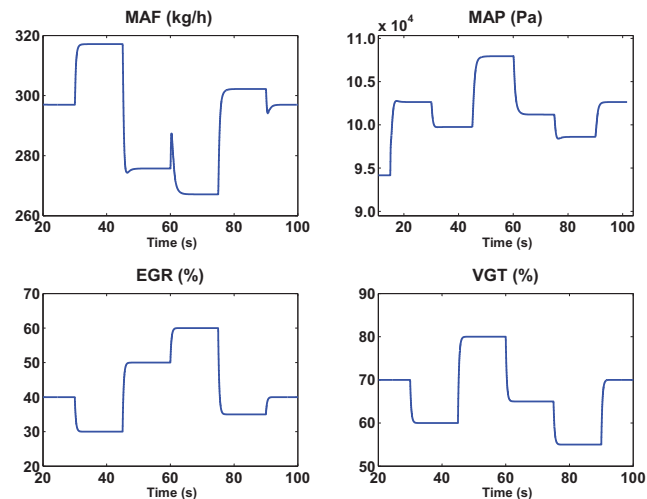 MAF (kg/h)
320
300
280
260
20 40 60 80 100
Time (s)
MAP (Pa)
x 10⁴
11.0
10.5
10.0
9.5
9.0
20 40 60 80 100
Time (s)
EGR (%)
70
60
50
40
30
20
20 40 60 80 100
Time (s)
VGT (%)
90
80
70
60
50
20 40 60 80 100
Time (s)